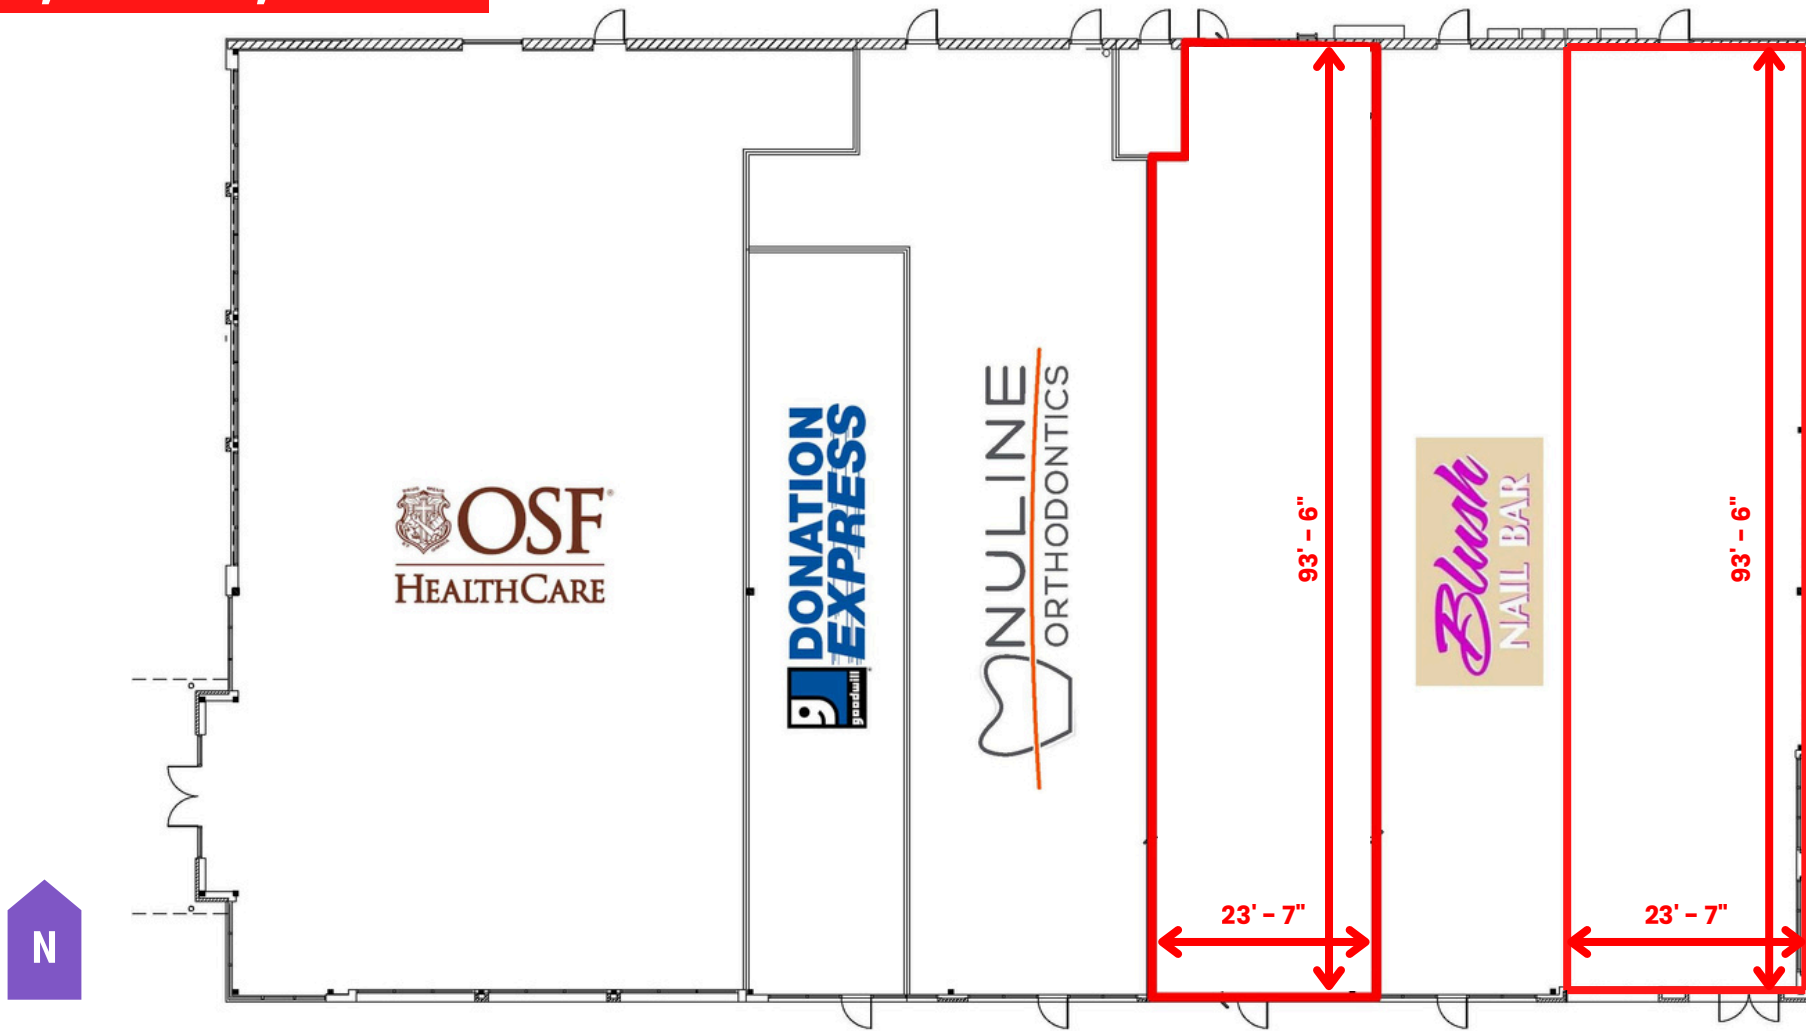 OSF®
HEALTHCARE
DONATION
EXPRESS
goodwill®
NULINE
ORTHODONTICS
93' - 6"
23' - 7"
Blush
NAIL BAR
93' - 6"
23' - 7"
N